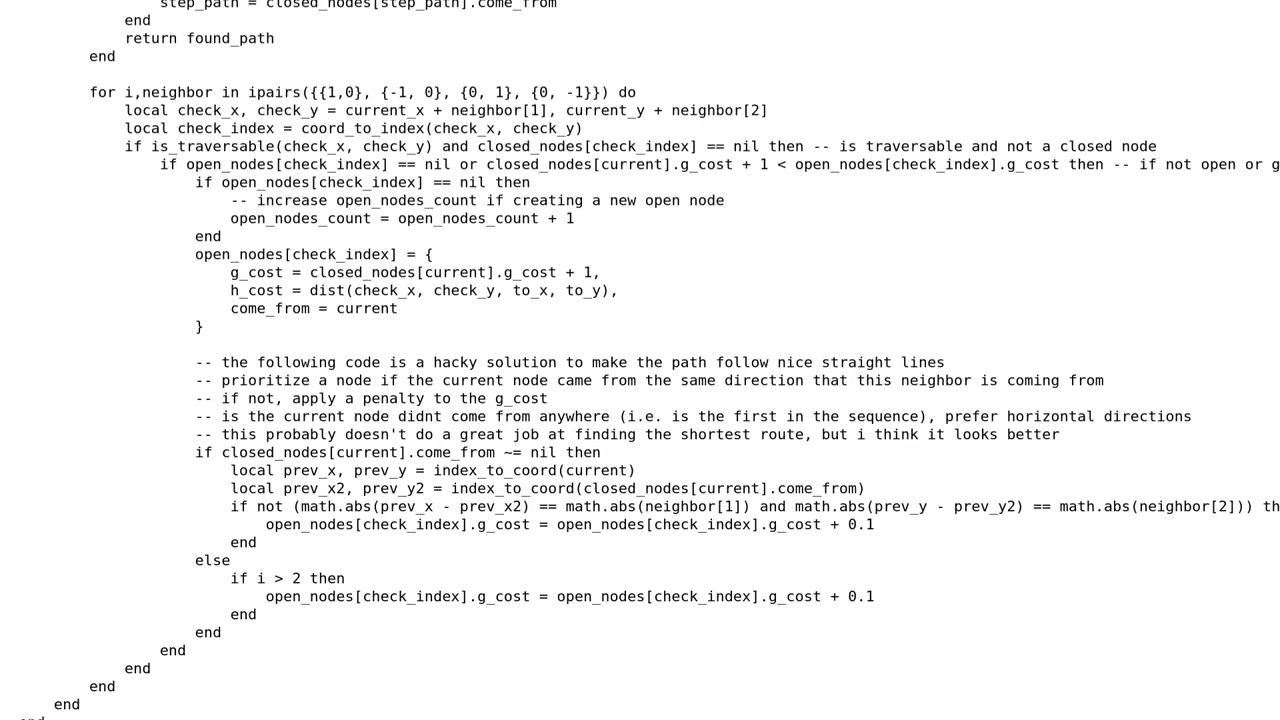 step_path = closed_nodes[step_path].come_from
end
return found_path
end
for i,neighbor in ipairs({{1,0}, {-1, 0}, {0, 1}, {0, -1}}) do
local check_x, check_y = current_x + neighbor[1], current_y + neighbor[2]
local check_index = coord_to_index(check_x, check_y)
if is_traversable(check_x, check_y) and closed_nodes[check_index] == nil then -- is traversable and not a closed node
if open_nodes[check_index] == nil or closed_nodes[current].g_cost + 1 < open_nodes[check_index].g_cost then -- if not open or g
if open_nodes[check_index] == nil then
-- increase open_nodes_count if creating a new open node
open_nodes_count = open_nodes_count + 1
end
open_nodes[check_index] = {
g_cost = closed_nodes[current].g_cost + 1,
h_cost = dist(check_x, check_y, to_x, to_y),
come_from = current
}
-- the following code is a hacky solution to make the path follow nice straight lines
-- prioritize a node if the current node came from the same direction that this neighbor is coming from
-- if not, apply a penalty to the g_cost
-- is the current node didnt come from anywhere (i.e. is the first in the sequence), prefer horizontal directions
-- this probably doesn't do a great job at finding the shortest route, but i think it looks better
if closed_nodes[current].come_from ~= nil then
local prev_x, prev_y = index_to_coord(current)
local prev_x2, prev_y2 = index_to_coord(closed_nodes[current].come_from)
if not (math.abs(prev_x - prev_x2) == math.abs(neighbor[1]) and math.abs(prev_y - prev_y2) == math.abs(neighbor[2])) th
open_nodes[check_index].g_cost = open_nodes[check_index].g_cost + 0.1
end
else
if i > 2 then
open_nodes[check_index].g_cost = open_nodes[check_index].g_cost + 0.1
end
end
end
end
end
end
end